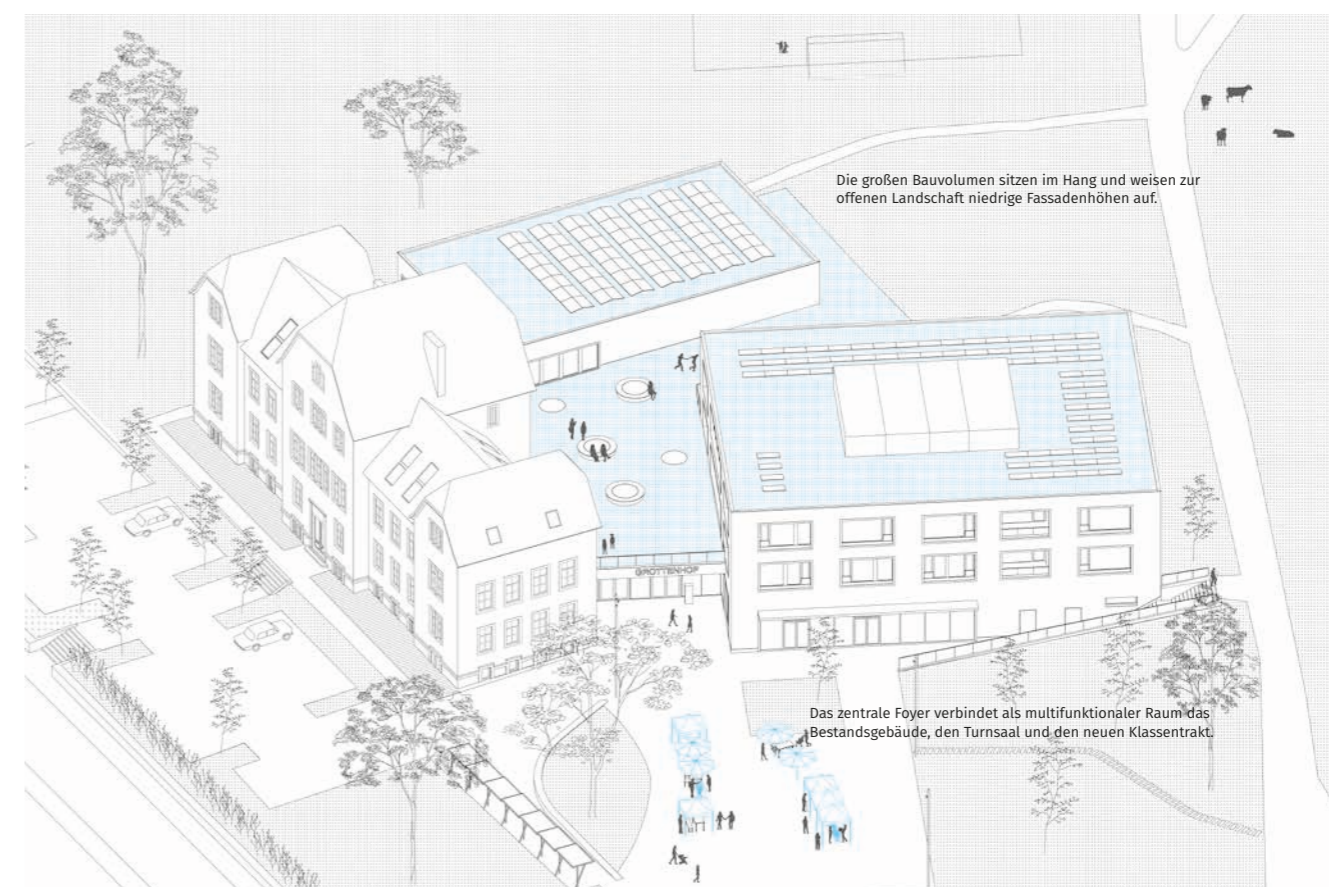 Die großen Bauvolumen sitzen im Hang und weisen zur
offenen Landschaft niedrige Fassadenhöhen auf.
GROTTENHOF
Das zentrale Foyer verbindet als multifunktionaler Raum das
Bestandsgebäude, den Turnsaal und den neuen Klassentrakt.